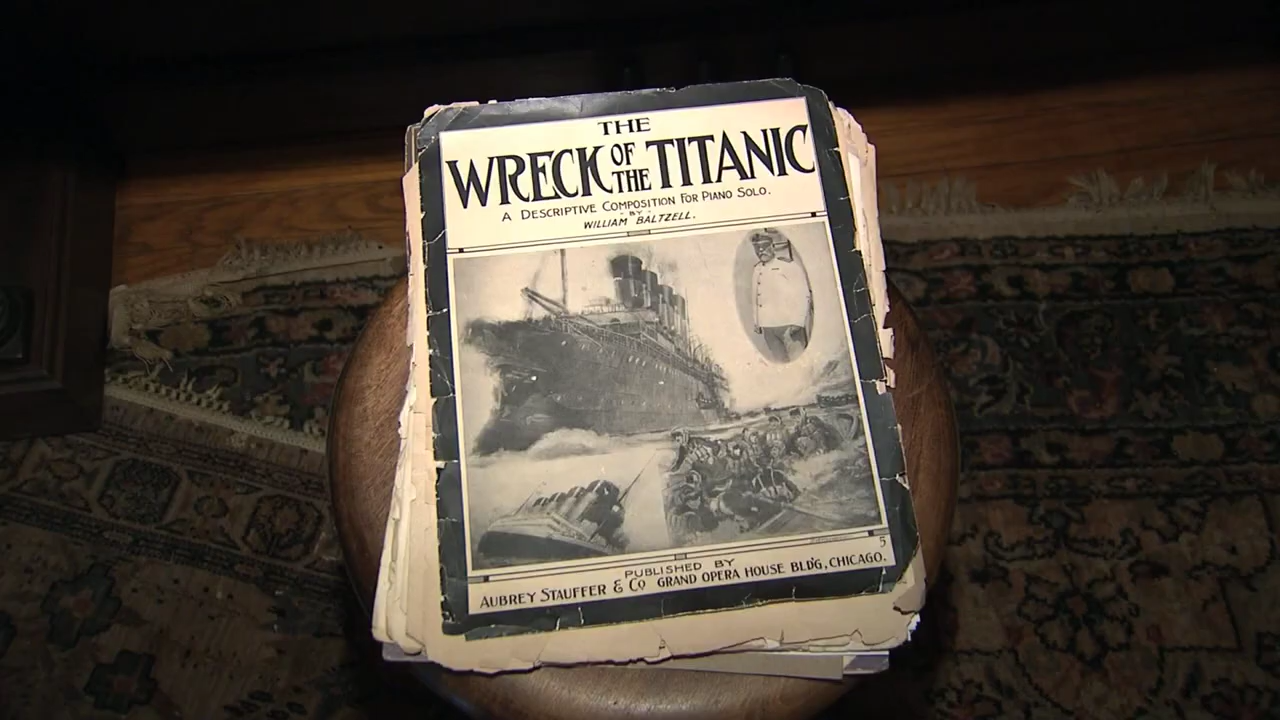 THE
WRECK OF THE TITANIC
A DESCRIPTIVE COMPOSITION FOR PIANO SOLO.
- BY -
WILLIAM BALTZELL.
5
PUBLISHED BY
AUBREY STAUFFER & CO GRAND OPERA HOUSE BLD'G, CHICAGO.